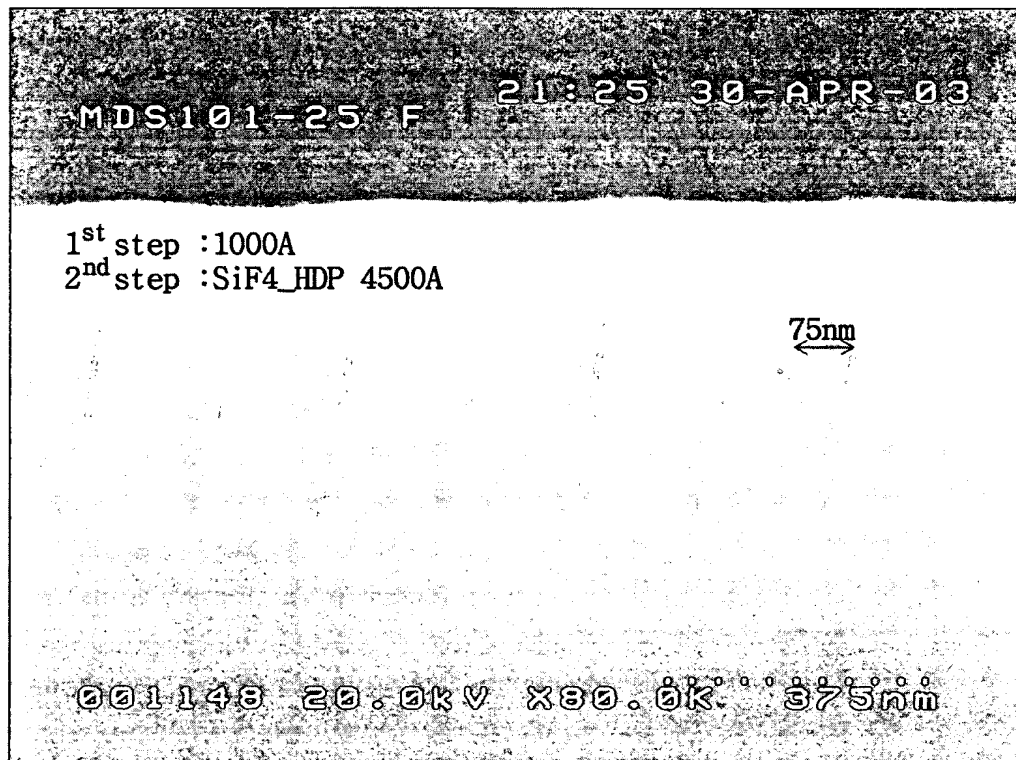 21:25 30-APR-03
MDS101-25 F
1st step :1000A
2nd step :SiF4_HDP 4500A
75nm
001148 20.0kV X80.0K 375nm